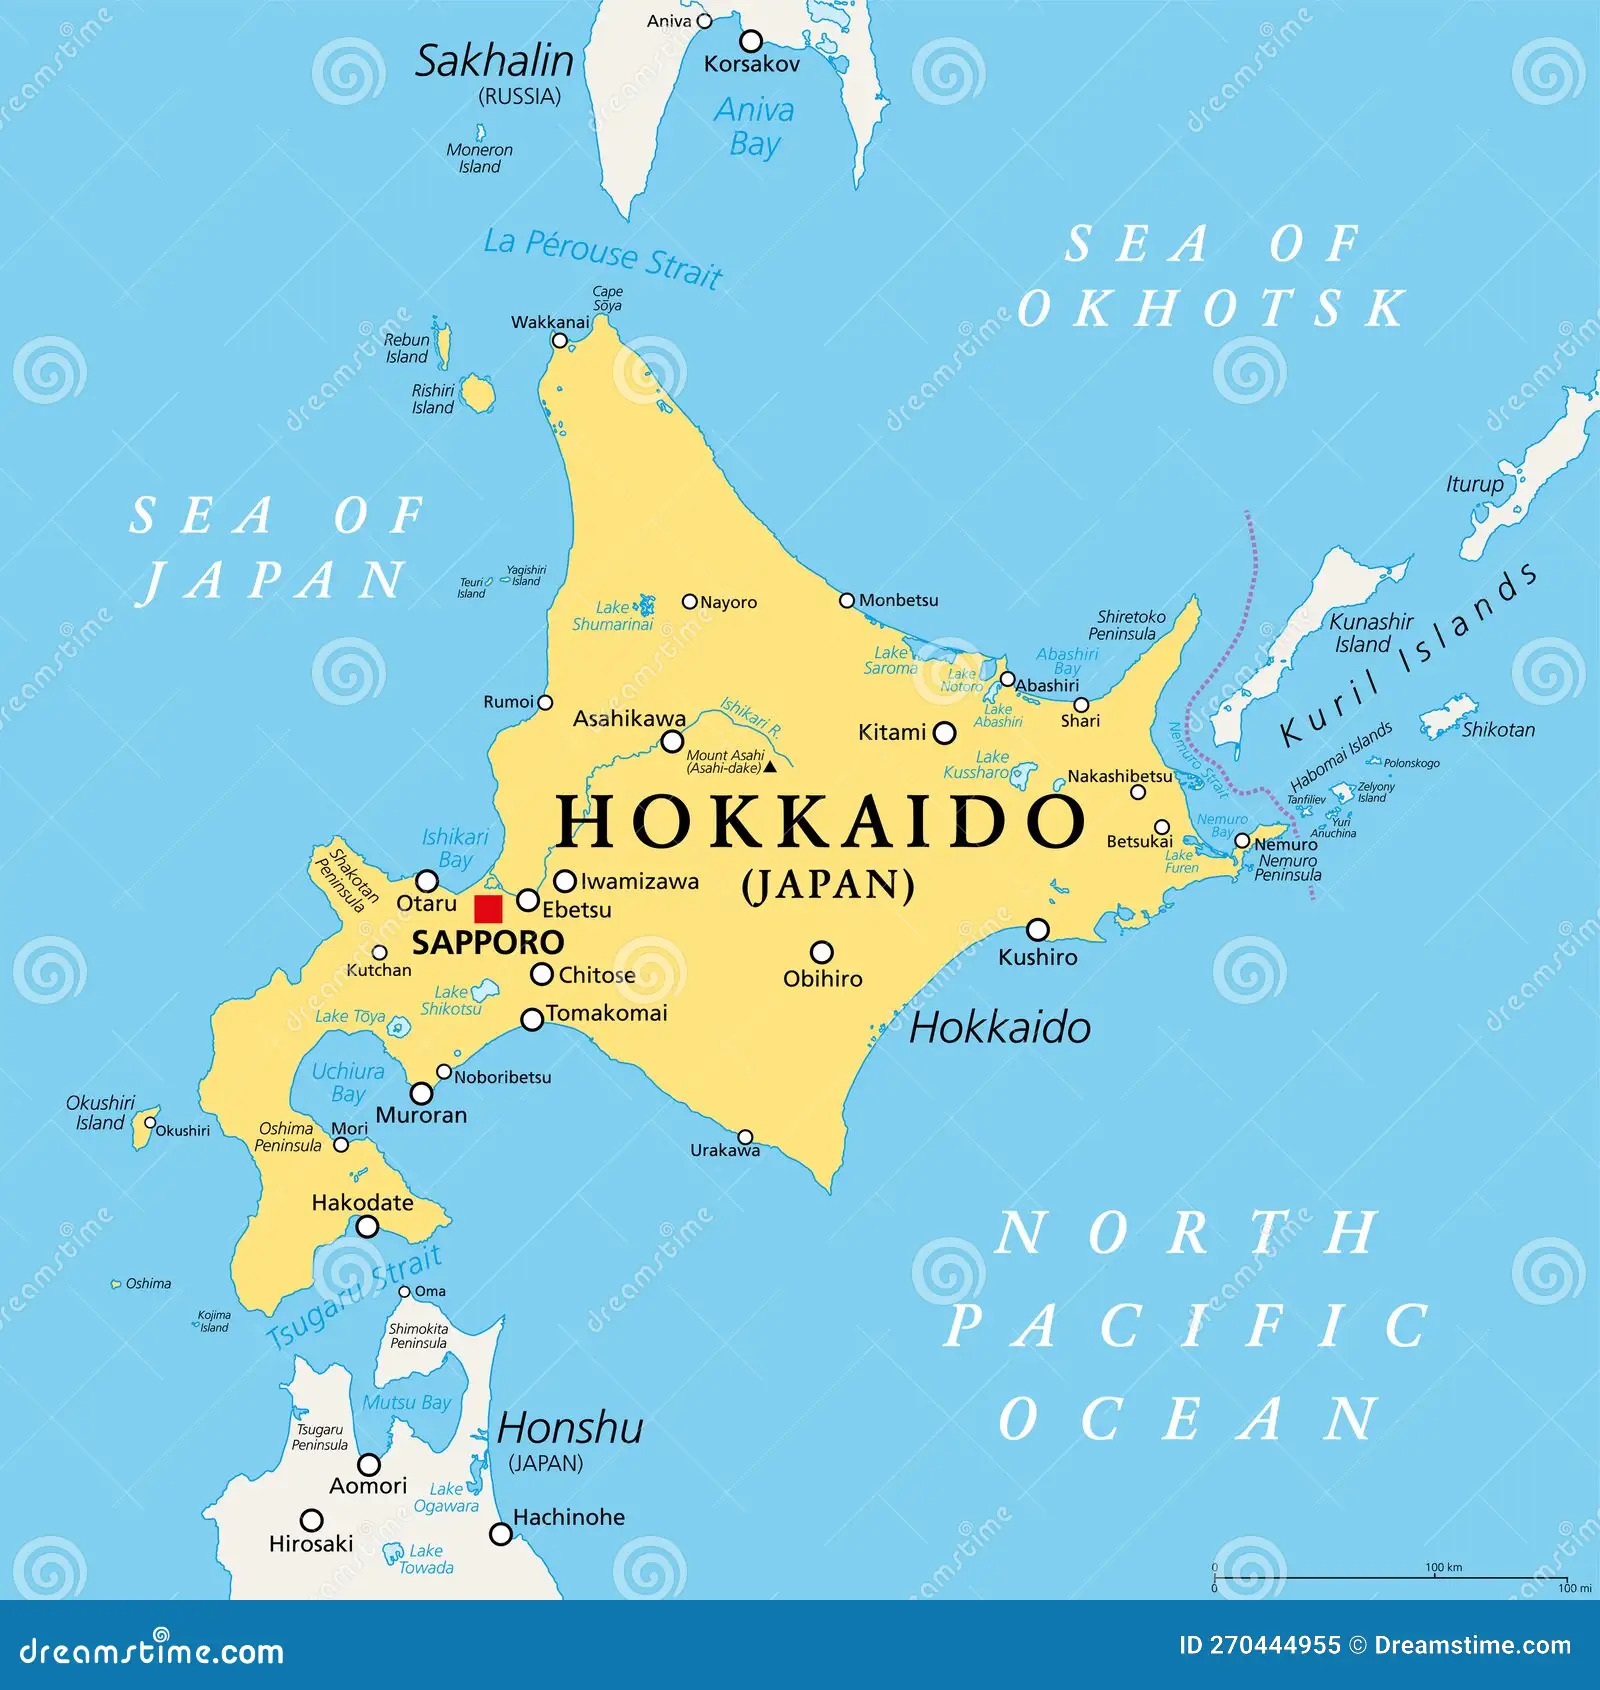 Aniva
Korsakov
Sakhalin
(RUSSIA)
Aniva
Bay
Moneron
Island
La Pérouse Strait
SEA OF
OKHOTSK
Cape
Sōya
Wakkanai
Rebun
Island
Rishiri
Island
SEA OF
JAPAN
Iturup
Teuri
Island
Yagishiri
Island
Lake
Shumarinai
Nayoro
Monbetsu
Shiretoko
Peninsula
Kunashir
Island
Kuril Islands
Lake
Saroma
Lake
Notoro
Abashiri
Bay
Abashiri
Lake
Abashiri
Shari
Rumoi
Asahikawa
Ishikari R.
Mount Asahi
(Asahi-dake)
Kitami
Lake
Kussharo
Nakashibetsu
Nemuro Strait
Shikotan
Habomai Islands
Polonskogo
Zelyony
Island
Tanfiliev
Yuri
Anuchina
HOKKAIDO
(JAPAN)
Betsukai
Nemuro
Bay
Lake
Furen
Nemuro
Nemuro
Peninsula
Ishikari
Bay
Shakotan
Peninsula
Otaru
Iwamizawa
Ebetsu
SAPPORO
Kutchan
Chitose
Obihiro
Kushiro
Lake
Shikotsu
Lake Tōya
Tomakomai
Hokkaido
Uchiura
Bay
Noboribetsu
Muroran
Okushiri
Island
Okushiri
Oshima
Peninsula
Mori
Urakawa
Hakodate
NORTH
PACIFIC
OCEAN
Tsugaru Strait
Oshima
Kojima
Island
Oma
Shimokita
Peninsula
Mutsu Bay
Tsugaru
Peninsula
Honshu
(JAPAN)
Aomori
Lake
Ogawara
Hirosaki
Hachinohe
Lake
Towada
0 100 km
0 100 mi
dreamstime.com
ID 270444955 © Dreamstime.com